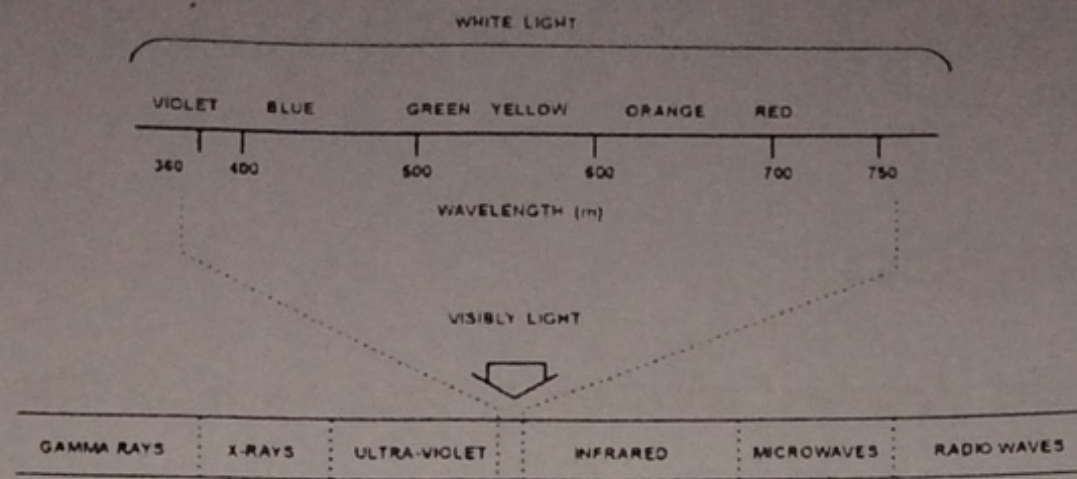 WHITE LIGHT
VIOLET BLUE GREEN YELLOW ORANGE RED
360 400 500 600 700 750
WAVELENGTH (m)
VISIBLY LIGHT
GAMMA RAYS X-RAYS ULTRA-VIOLET INFRARED MICROWAVES RADIO WAVES